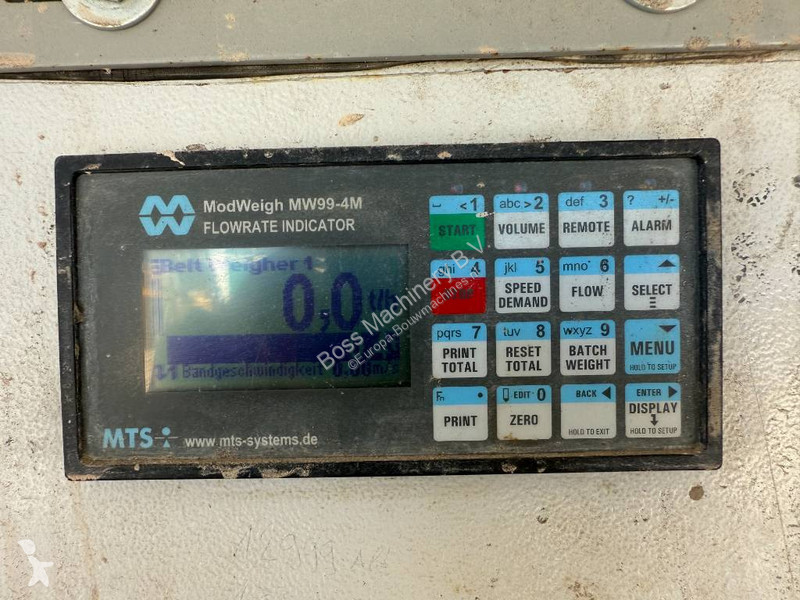 ModWeigh MW99-4M
FLOWRATE INDICATOR
Belt Weigher 1
0,0 t/h
Bandgeschwindigkeit 0.00m/s
MTS www.mts-systems.de
< 1 START
abc > 2 VOLUME
def 3 REMOTE
? +/- ALARM
ghi 4
jkl 5 SPEED DEMAND
mno 6 FLOW
SELECT
pqrs 7 PRINT TOTAL
tuv 8 RESET TOTAL
wxyz 9 BATCH WEIGHT
MENU HOLD TO SETUP
Fn . PRINT
EDIT 0 ZERO
BACK HOLD TO EXIT
ENTER DISPLAY HOLD TO SETUP
Boss Machinery B.V.
©Europa-Bouwmachines.nl